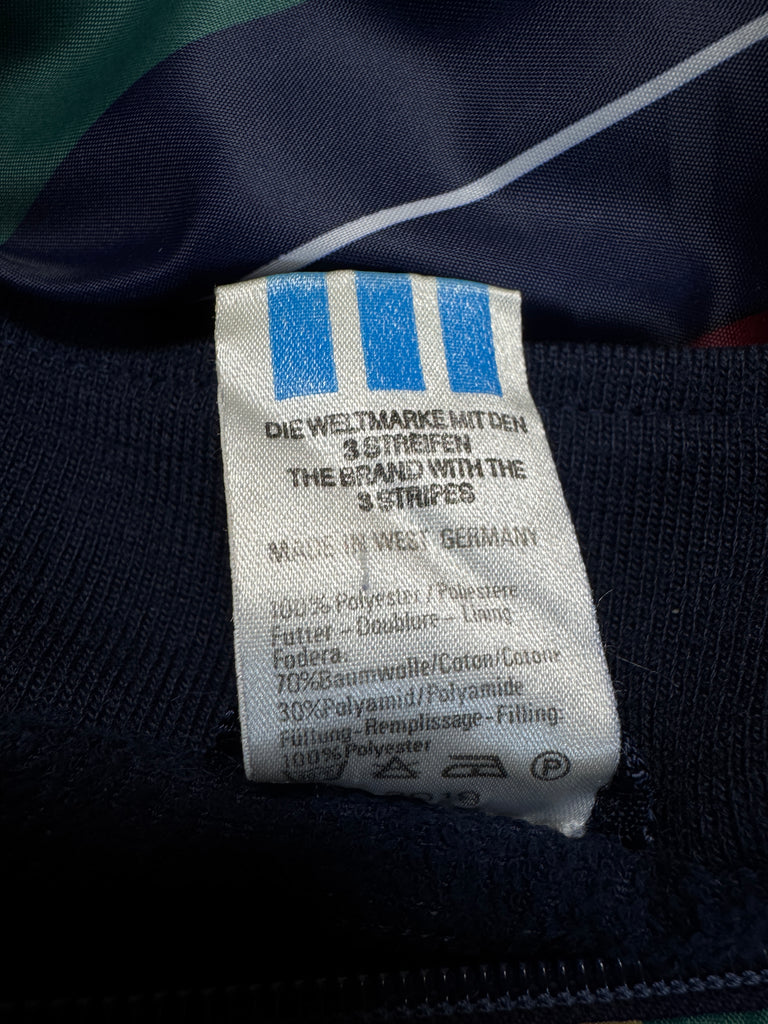 DIE WELTMARKE MIT DEN
3 STREIFEN
THE BRAND WITH THE
3 STRIPES
MADE IN WEST GERMANY
100% Polyester / Poliestere
Futter - Doublure - Lining
Fodera:
70%Baumwolle/Coton/Cotone
30%Polyamid/Polyamide
Füllung-Remplissage-Filling:
100% Polyester
P